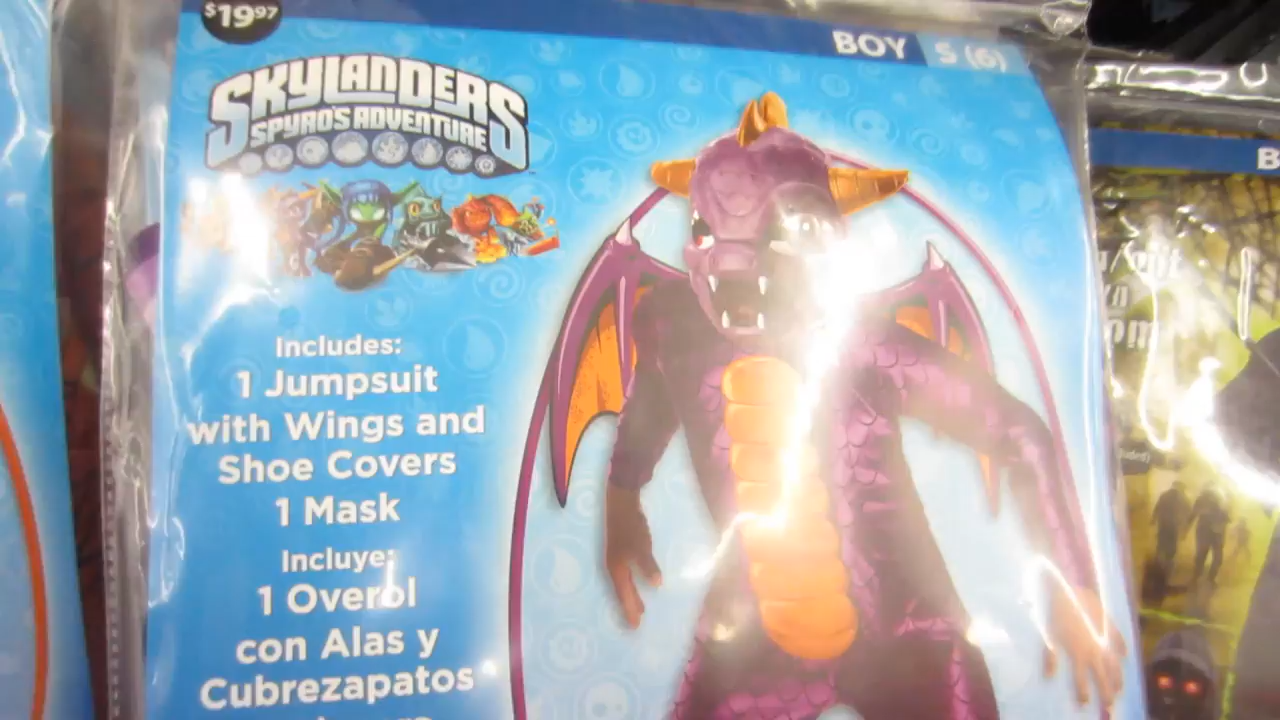 $19.97
BOY S (6)
SKYLANDERS
SPYRO'S ADVENTURE
Includes:
1 Jumpsuit
with Wings and
Shoe Covers
1 Mask
Incluye:
1 Overol
con Alas y
Cubrezapatos
B